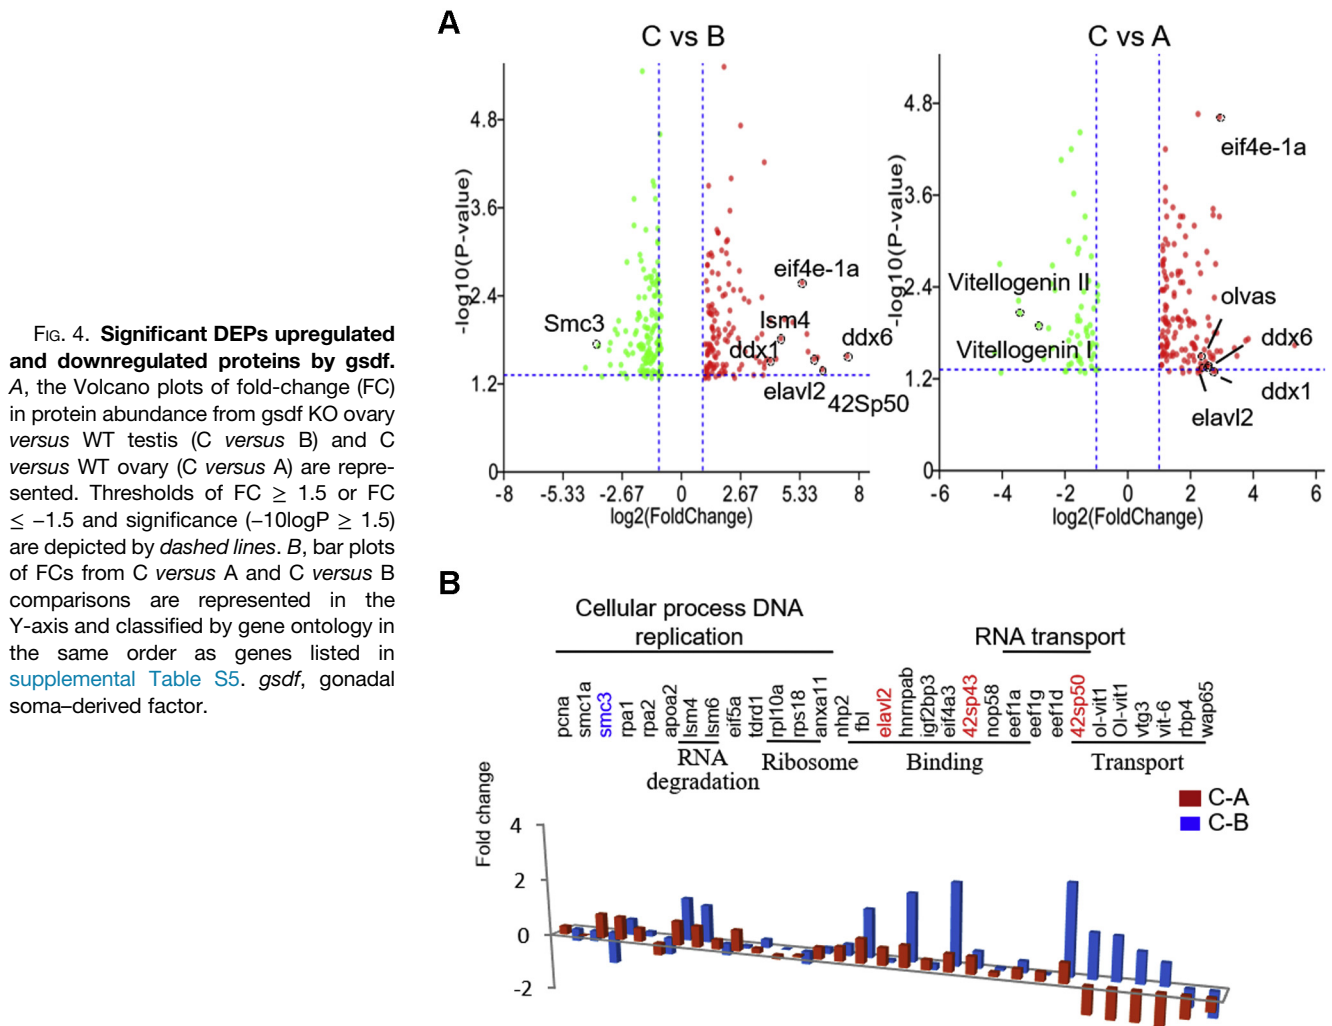 FIG. 4. Significant DEPs upregulated
and downregulated proteins by gsdf.
A, the Volcano plots of fold-change (FC)
in protein abundance from gsdf KO ovary
versus WT testis (C versus B) and C
versus WT ovary (C versus A) are repre-
sented. Thresholds of FC ≥ 1.5 or FC
≤ −1.5 and significance (−10logP ≥ 1.5)
are depicted by dashed lines. B, bar plots
of FCs from C versus A and C versus B
comparisons are represented in the
Y-axis and classified by gene ontology in
the same order as genes listed in
supplemental Table S5. gsdf, gonadal
soma–derived factor.
A
C vs B
-log10(P-value)
4.8
3.6
2.4
1.2
0
Smc3
eif4e-1a
lsm4
ddx1
ddx6
elavl2
42Sp50
-8 -5.33 -2.67 0 2.67 5.33 8
log2(FoldChange)
C vs A
-log10(P-value)
4.8
3.6
2.4
1.2
0
eif4e-1a
Vitellogenin II
Vitellogenin I
olvas
ddx6
ddx1
elavl2
-6 -4 -2 0 2 4 6
log2(FoldChange)
B
Cellular process DNA
replication
RNA transport
pcna
smc1a
smc3
rpa1
rpa2
apoa2
lsm4
lsm6
eif5a
tdrd1
rpl10a
rps18
anxa11
nhp2
fbl
elavl2
hnrnpab
igf2bp3
eif4a3
42sp43
nop58
eef1a
eef1g
eef1d
42sp50
ol-vit1
Ol-vit1
vtg3
vit-6
rbp4
wap65
RNA
degradation
Ribosome
Binding
Transport
C-A
C-B
Fold change
4
2
0
-2